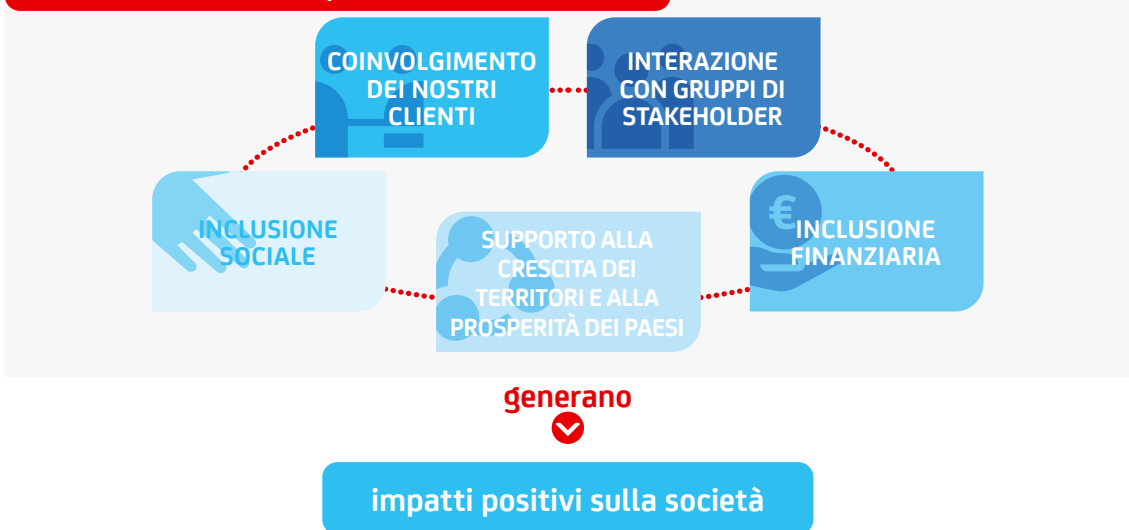 COINVOLGIMENTO
DEI NOSTRI
CLIENTI
INTERAZIONE
CON GRUPPI DI
STAKEHOLDER
INCLUSIONE
SOCIALE
SUPPORTO ALLA
CRESCITA DEI
TERRITORI E ALLA
PROSPERITÀ DEI PAESI
€
INCLUSIONE
FINANZIARIA
generano
impatti positivi sulla società